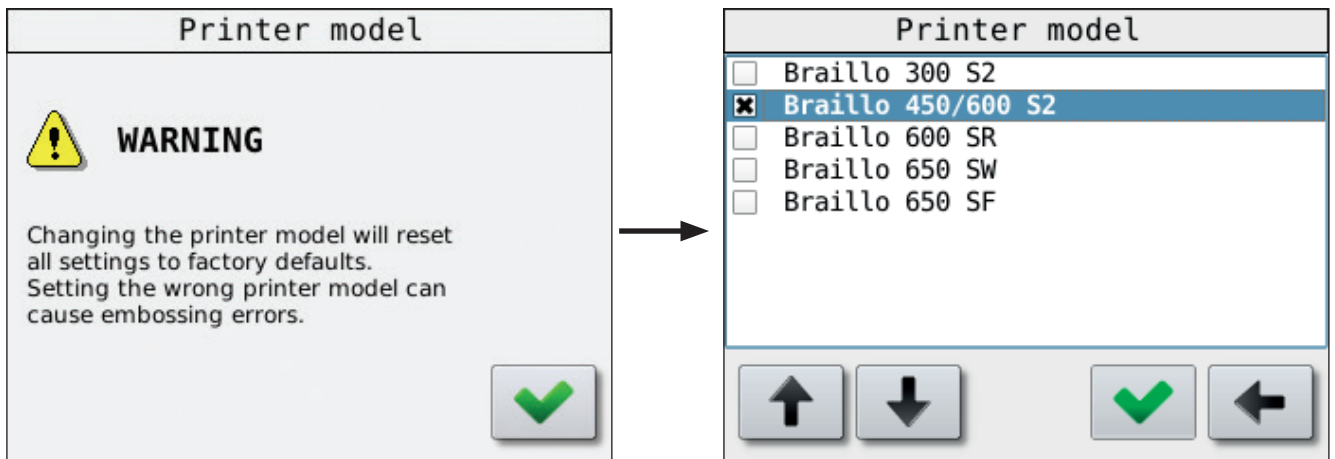 Printer model
WARNING
Changing the printer model will reset
all settings to factory defaults.
Setting the wrong printer model can
cause embossing errors.
Printer model
Braillo 300 S2
Braillo 450/600 S2
Braillo 600 SR
Braillo 650 SW
Braillo 650 SF